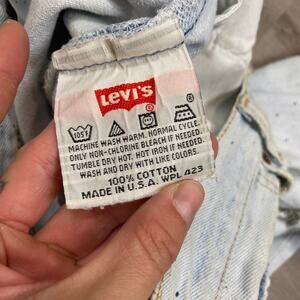 LEVI'S
®
105F
MACHINE WASH WARM. NORMAL CYCLE.
ONLY NON-CHLORINE BLEACH IF NEEDED.
TUMBLE DRY HOT. HOT IRON IF NEEDED.
WASH AND DRY WITH LIKE COLORS.
100% COTTON
MADE IN U.S.A. WPL 423